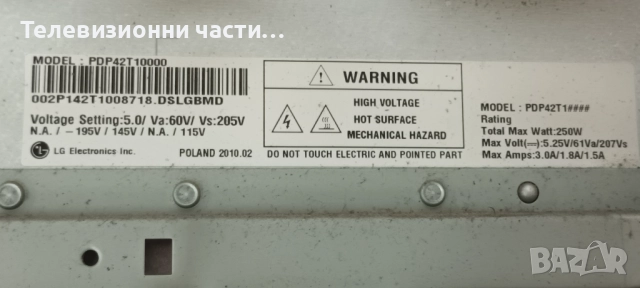 Телевизионни части™…
MODEL : PDP42T10000
002P142T1008718.DSLGBMD
Voltage Setting:5.0/ Va:60V/ Vs:205V
N.A. / -195V/ 145V/ N.A. / 115V
LG Electronics Inc. POLAND 2010.02
WARNING
HIGH VOLTAGE
HOT SURFACE
MECHANICAL HAZARD
DO NOT TOUCH ELECTRIC AND POINTED PART
MODEL : PDP42T1####
Rating
Total Max Watt:250W
Max Volt(⎓):5.25V/61Va/207Vs
Max Amps:3.0A/1.8A/1.5A
BAZAR
bg